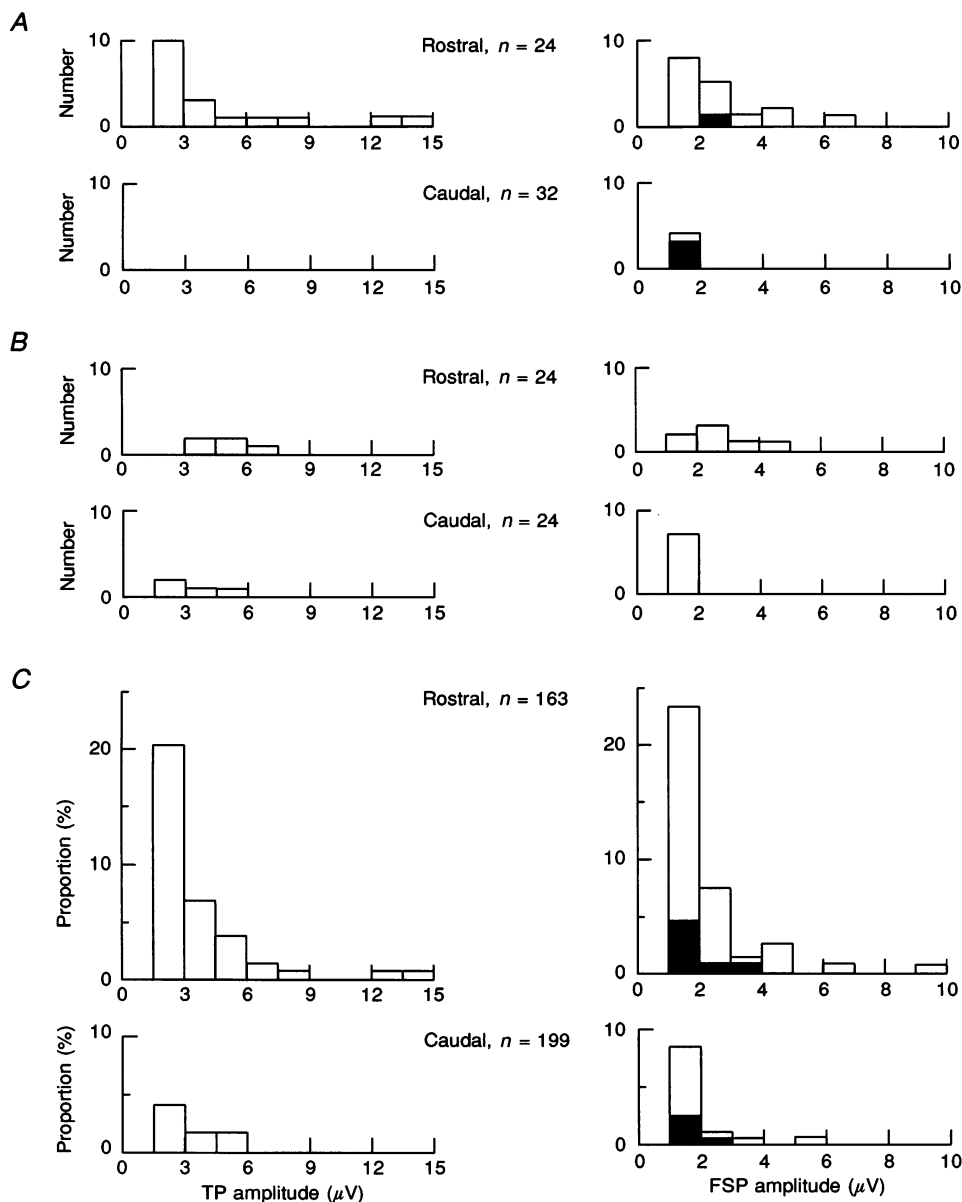 A
Number
10
0
0 3 6 9 12 15
Rostral, n = 24
10
0
0 2 4 6 8 10
Number
10
0
0 3 6 9 12 15
Caudal, n = 32
10
0
0 2 4 6 8 10
B
Number
10
0
0 3 6 9 12 15
Rostral, n = 24
10
0
0 2 4 6 8 10
Number
10
0
0 3 6 9 12 15
Caudal, n = 24
10
0
0 2 4 6 8 10
C
Proportion (%)
20
10
0
0 3 6 9 12 15
Rostral, n = 163
20
10
0
0 2 4 6 8 10
Proportion (%)
10
0
0 3 6 9 12 15
TP amplitude (μV)
Caudal, n = 199
10
0
0 2 4 6 8 10
FSP amplitude (μV)